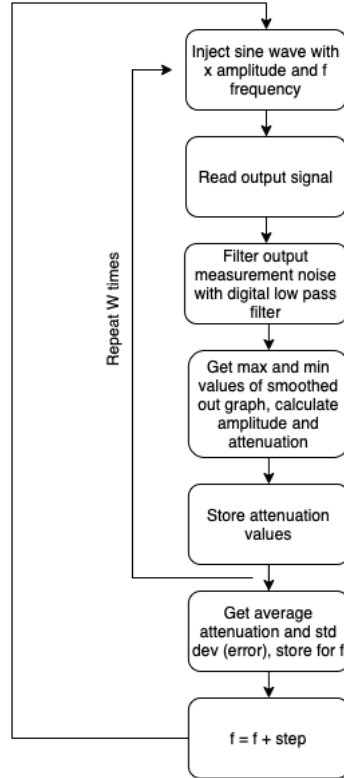 Inject sine wave with
x amplitude and f
frequency
Read output signal
Filter output
measurement noise
with digital low pass
filter
Repeat W times
Get max and min
values of smoothed
out graph, calculate
amplitude and
attenuation
Store attenuation
values
Get average
attenuation and std
dev (error), store for f
f = f + step